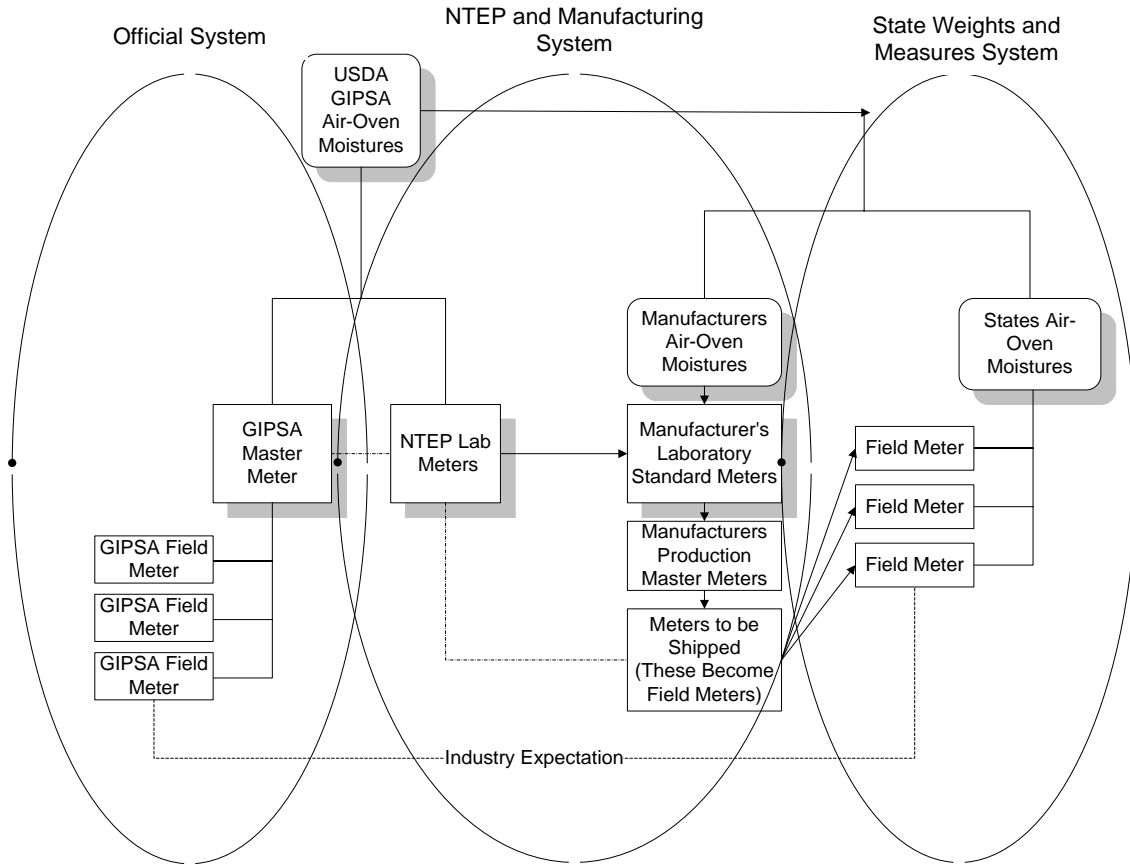 Official System
NTEP and Manufacturing
System
State Weights and
Measures System
USDA
GIPSA
Air-Oven
Moistures
Manufacturers
Air-Oven
Moistures
States Air-
Oven
Moistures
GIPSA
Master
Meter
NTEP Lab
Meters
Manufacturer's
Laboratory
Standard Meters
Field Meter
Field Meter
Field Meter
Manufacturers
Production
Master Meters
GIPSA Field
Meter
GIPSA Field
Meter
GIPSA Field
Meter
Meters to be
Shipped
(These Become
Field Meters)
Industry Expectation